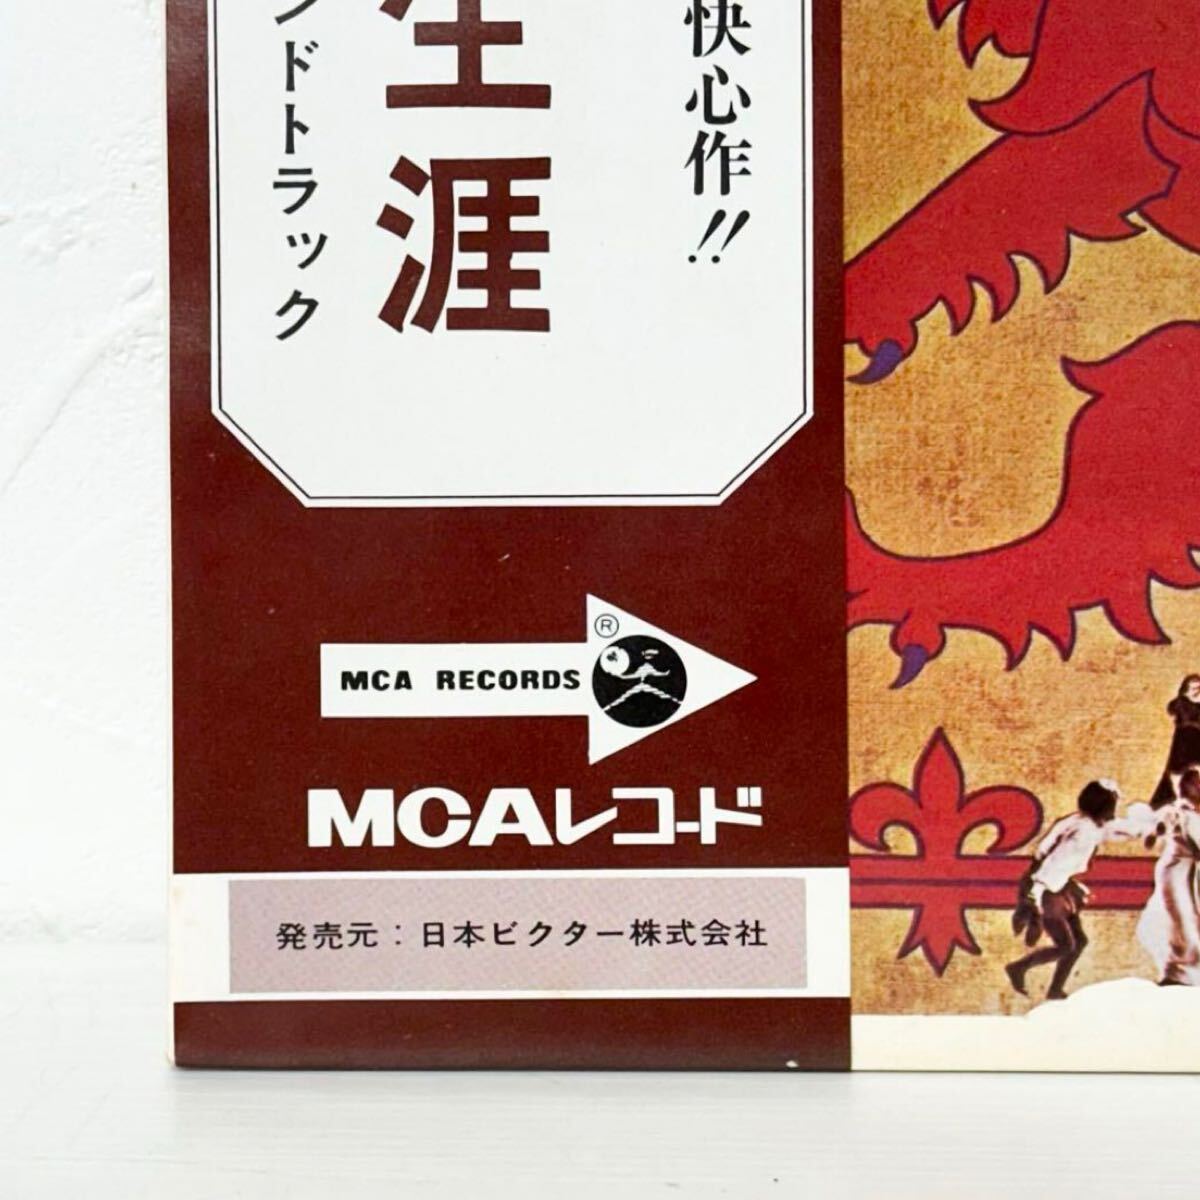 快心作!!
生涯
ンドトラック
MCA RECORDS
®
MCAレコード
発売元：日本ビクター株式会社